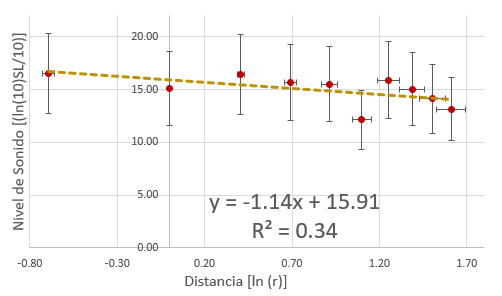 Nivel de Sonido [(ln(10)SL/10)]
20.00
15.00
10.00
5.00
0.00
y = -1.14x + 15.91
R² = 0.34
-0.80 -0.30 0.20 0.70 1.20 1.70
Distancia [ln (r)]